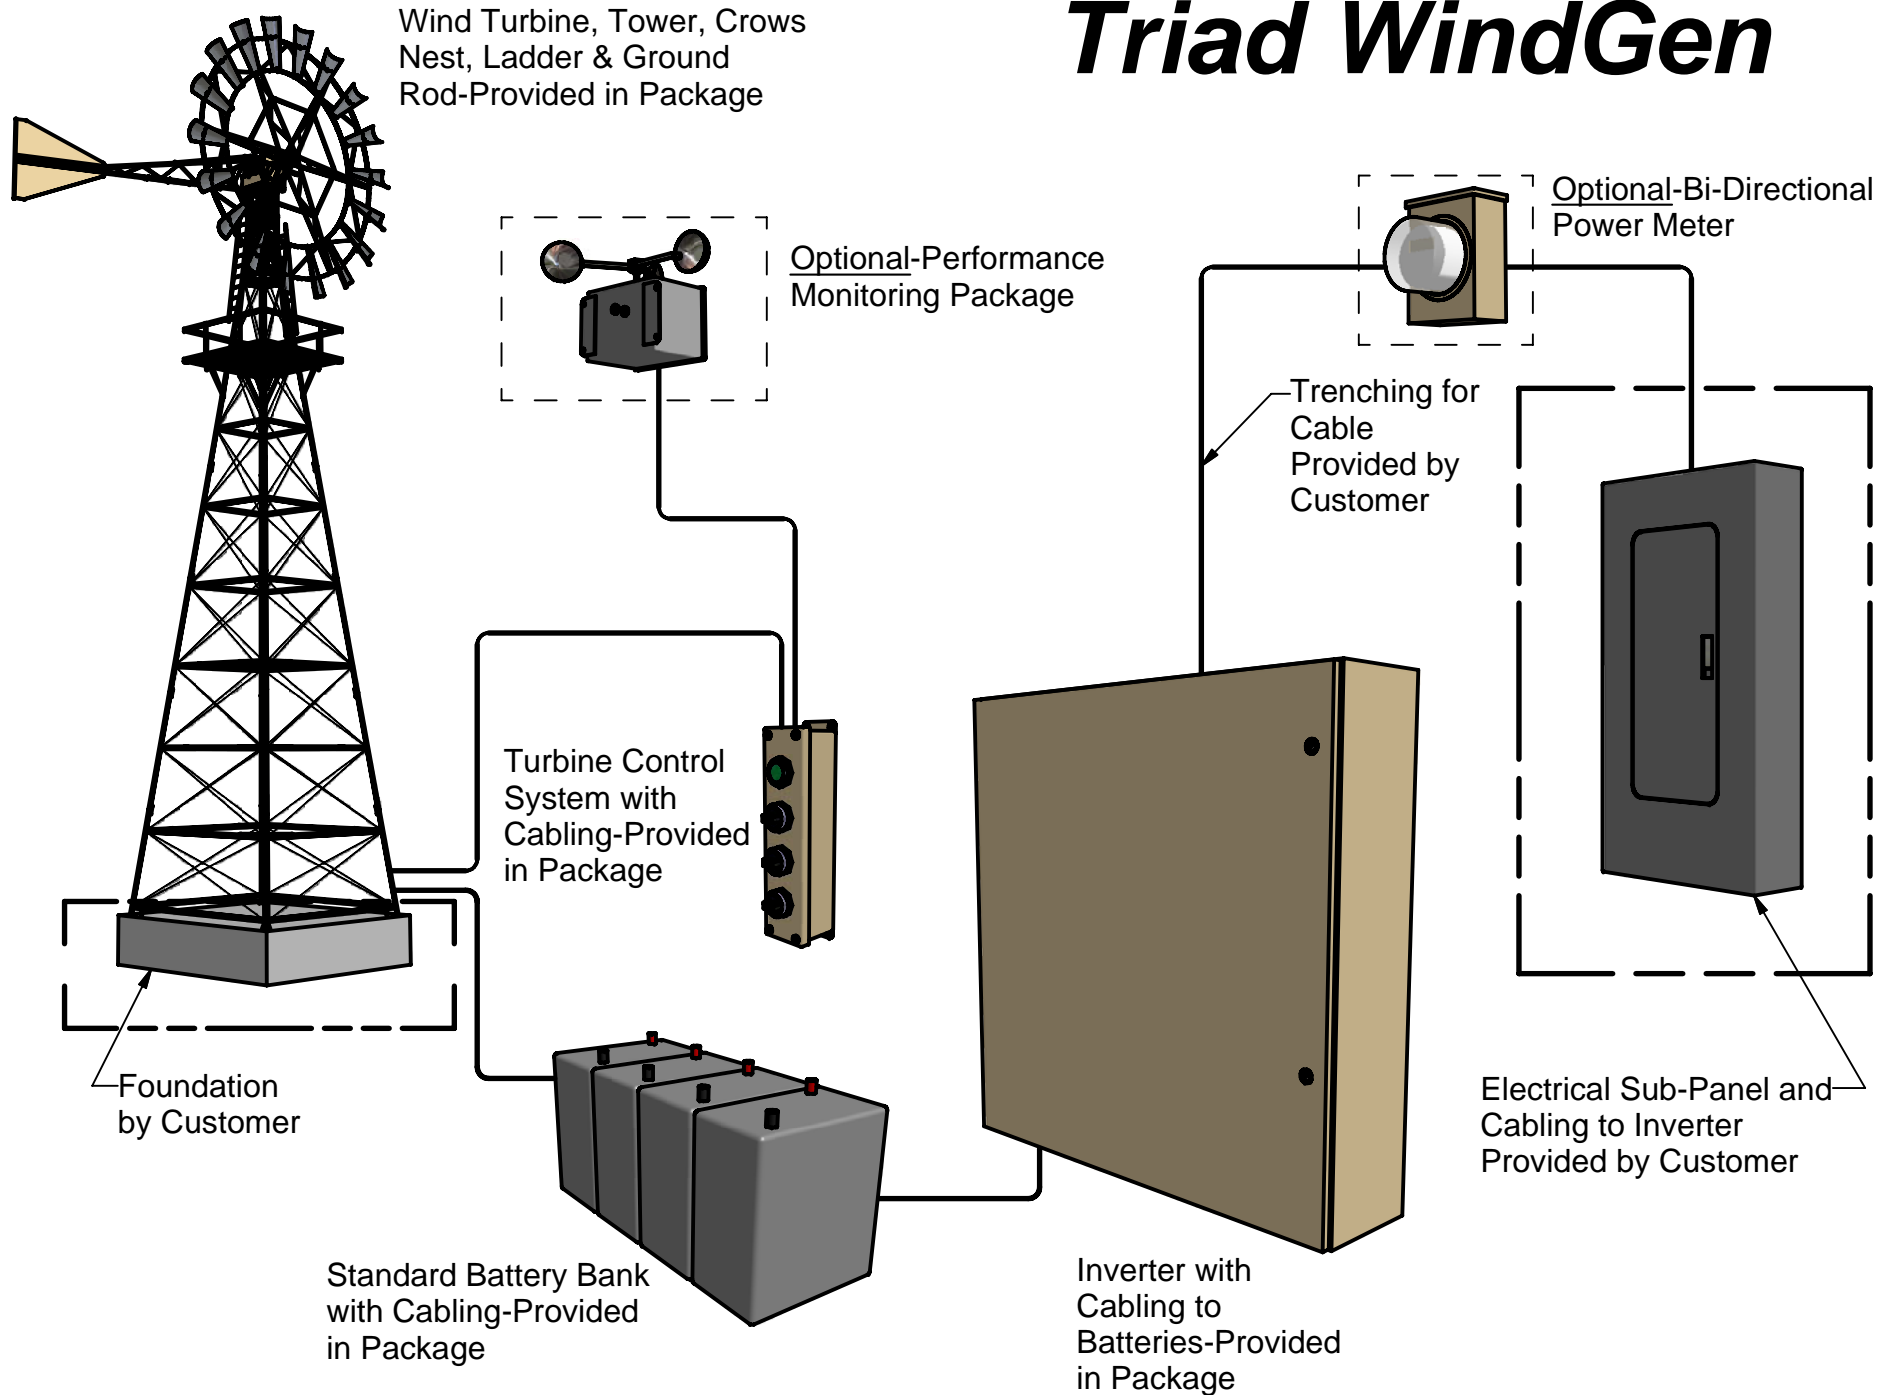 Wind Turbine, Tower, Crows
Nest, Ladder & Ground
Rod-Provided in Package
Triad WindGen
Optional-Performance
Monitoring Package
Optional-Bi-Directional
Power Meter
Trenching for
Cable
Provided by
Customer
Turbine Control
System with
Cabling-Provided
in Package
Foundation
by Customer
Electrical Sub-Panel and
Cabling to Inverter
Provided by Customer
Standard Battery Bank
with Cabling-Provided
in Package
Inverter with
Cabling to
Batteries-Provided
in Package